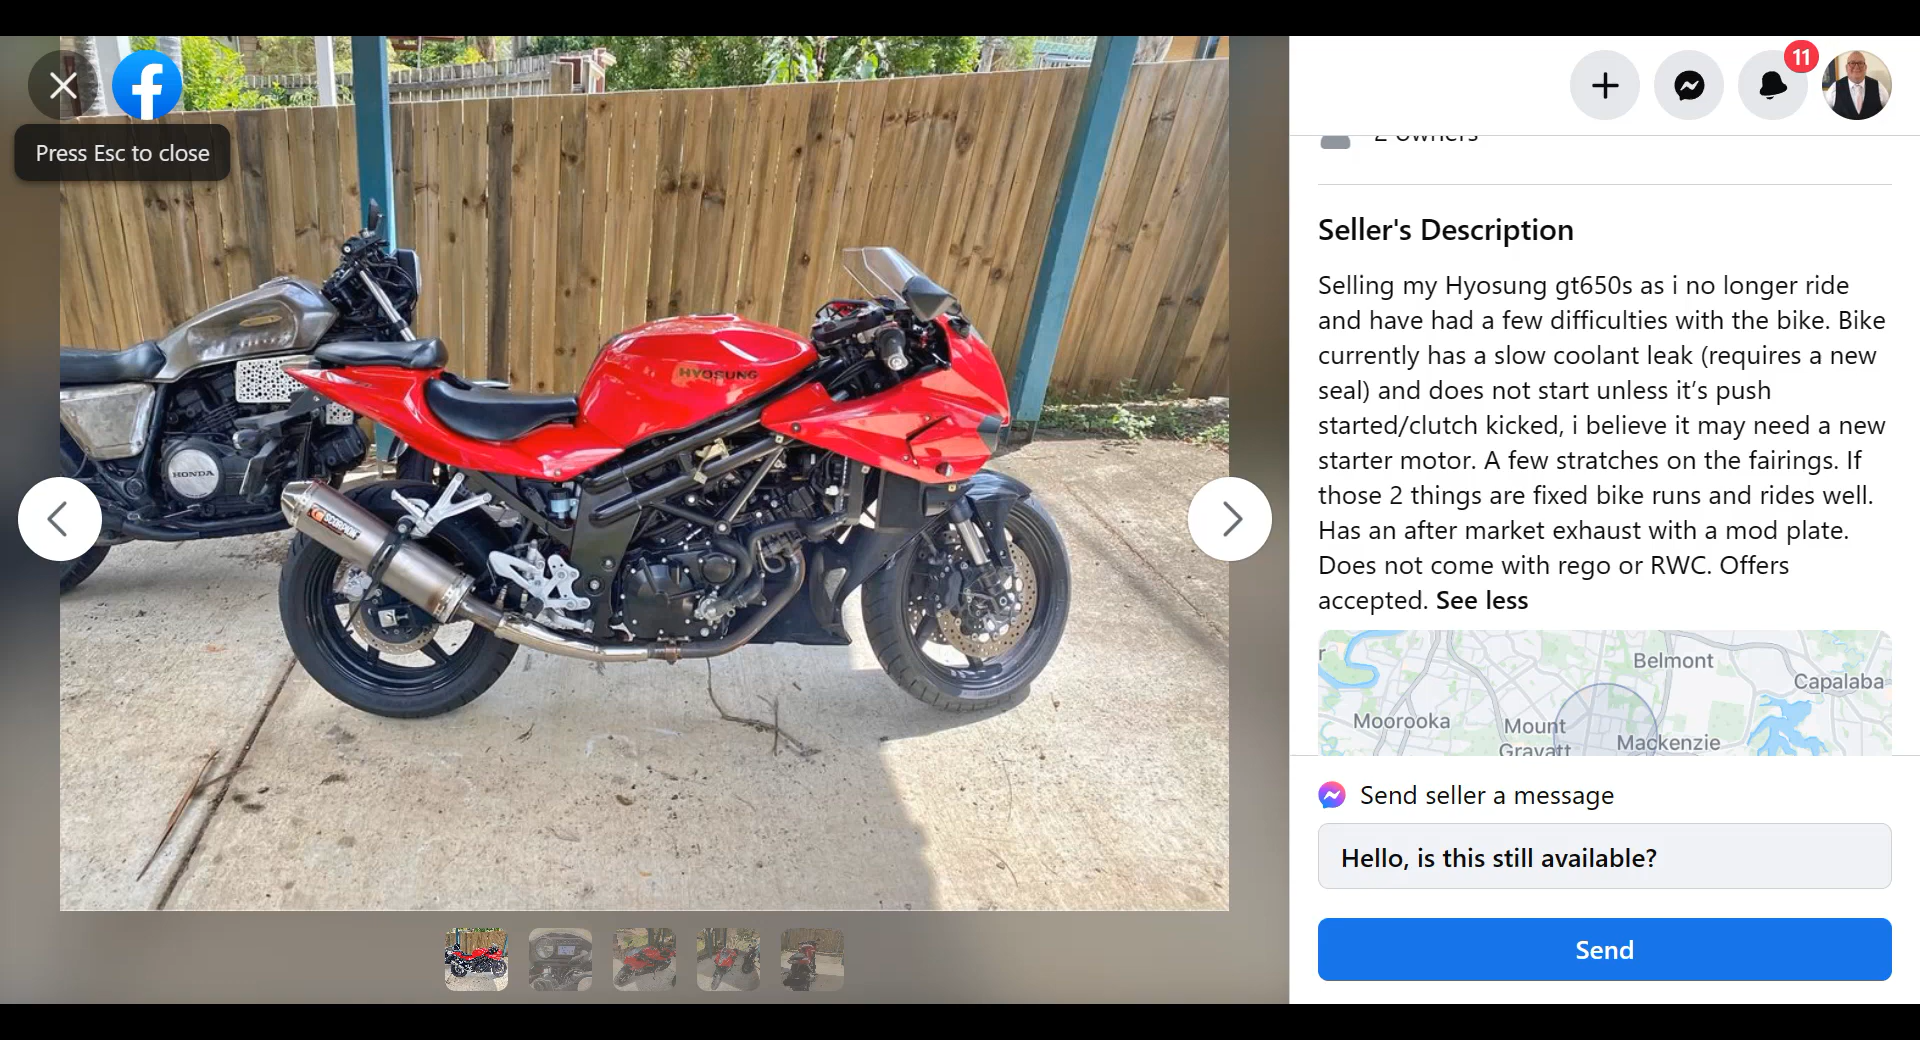 Press Esc to close
11
2 owners
Seller's Description
Selling my Hyosung gt650s as i no longer ride
and have had a few difficulties with the bike. Bike
currently has a slow coolant leak (requires a new
seal) and does not start unless it’s push
started/clutch kicked, i believe it may need a new
starter motor. A few stratches on the fairings. If
those 2 things are fixed bike runs and rides well.
Has an after market exhaust with a mod plate.
Does not come with rego or RWC. Offers
accepted. See less
r
Belmont
Capalaba
Moorooka
Mount
Gravatt
Mackenzie
Send seller a message
Hello, is this still available?
Send
HYOSUNG
HONDA
SCORPION